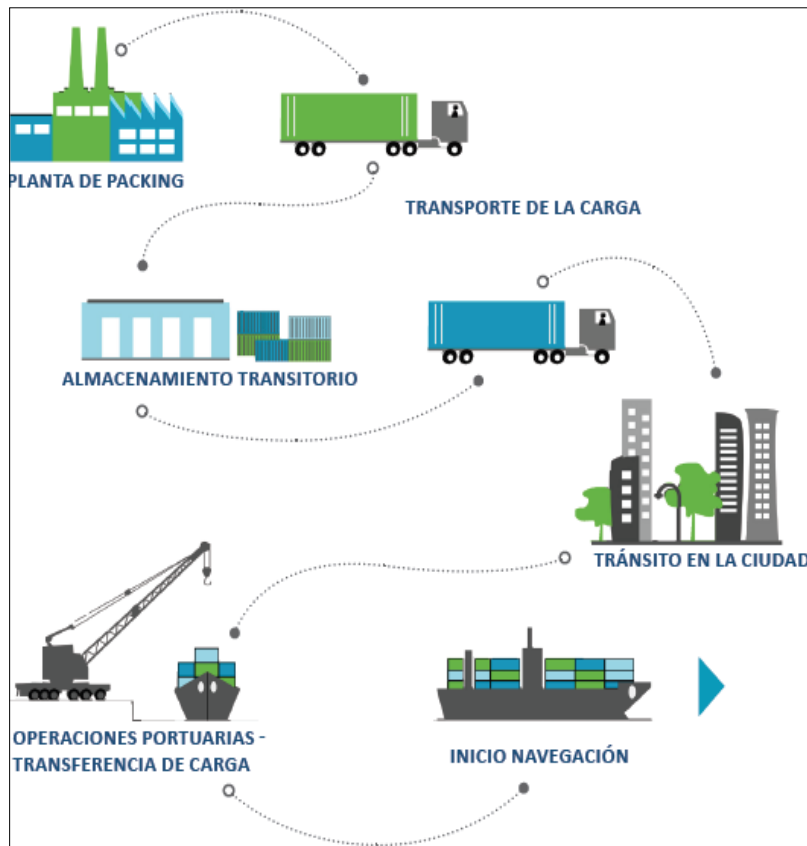 PLANTA DE PACKING
TRANSPORTE DE LA CARGA
ALMACENAMIENTO TRANSITORIO
TRÁNSITO EN LA CIUDAD
OPERACIONES PORTUARIAS -
TRANSFERENCIA DE CARGA
INICIO NAVEGACIÓN